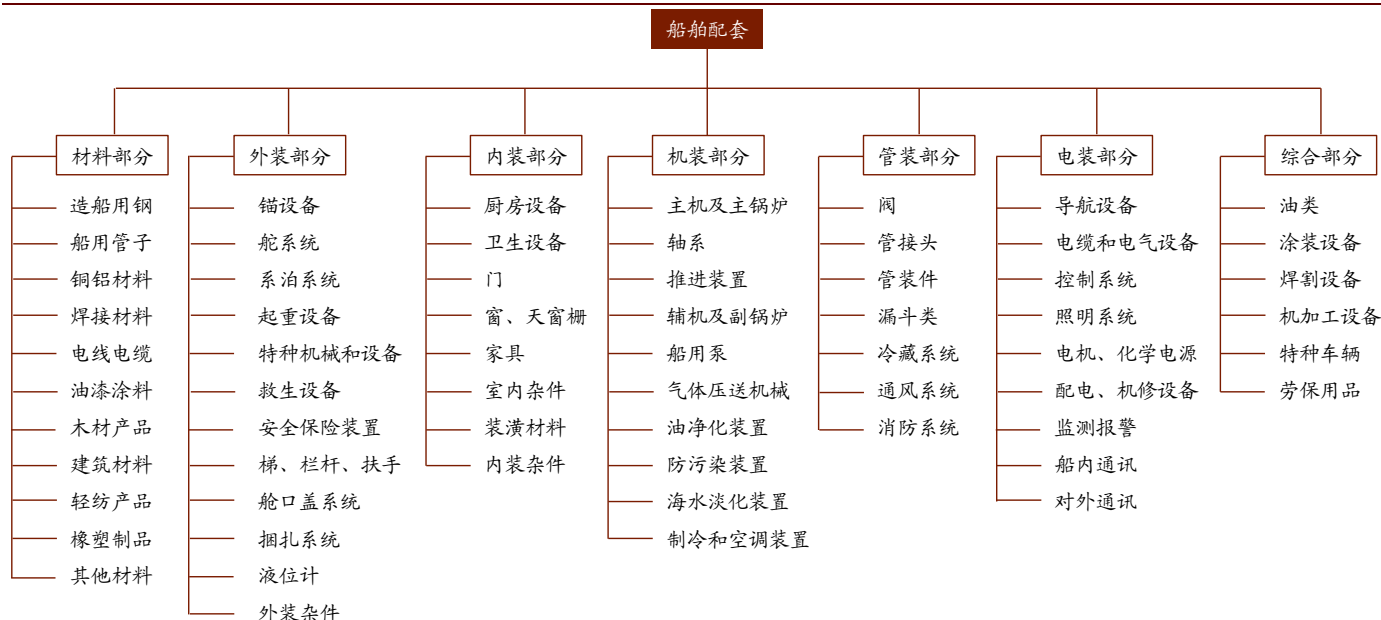 船舶配套
材料部分
造船用钢
船用管子
铜铝材料
焊接材料
电线电缆
油漆涂料
木材产品
建筑材料
轻纺产品
橡塑制品
其他材料
外装部分
锚设备
舵系统
系泊系统
起重设备
特种机械和设备
救生设备
安全保险装置
梯、栏杆、扶手
舱口盖系统
捆扎系统
液位计
外装杂件
内装部分
厨房设备
卫生设备
门
窗、天窗栅
家具
室内杂件
装潢材料
内装杂件
机装部分
主机及主锅炉
轴系
推进装置
辅机及副锅炉
船用泵
气体压送机械
油净化装置
防污染装置
海水淡化装置
制冷和空调装置
管装部分
阀
管接头
管装件
漏斗类
冷藏系统
通风系统
消防系统
电装部分
导航设备
电缆和电气设备
控制系统
照明系统
电机、化学电源
配电、机修设备
监测报警
船内通讯
对外通讯
综合部分
油类
涂装设备
焊割设备
机加工设备
特种车辆
劳保用品